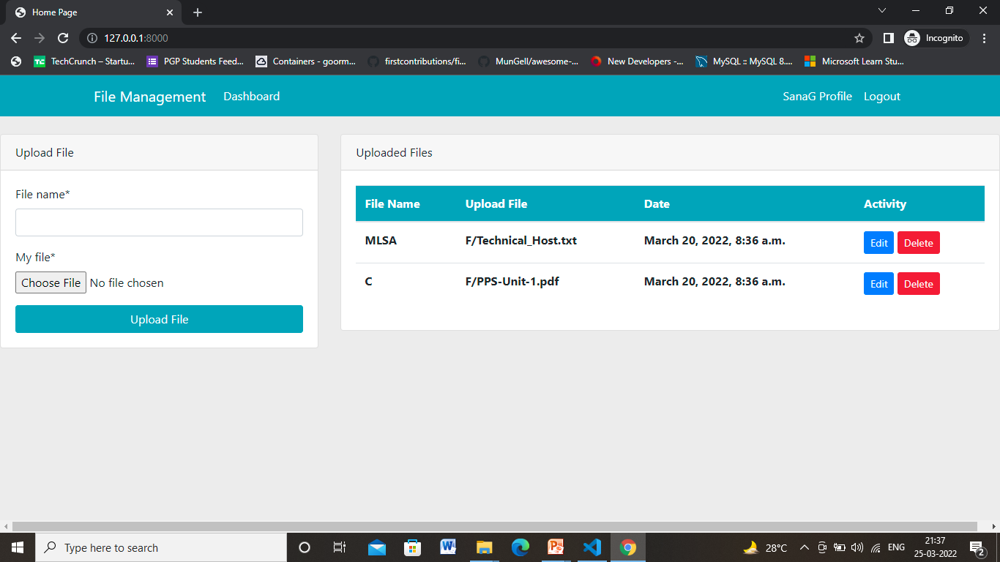 Home Page
127.0.0.1:8000
Incognito
TC TechCrunch – Startu... PGP Students Feed... Containers - goorm... firstcontributions/fi... MunGell/awesome-... New Developers -... MySQL :: MySQL 8.... Microsoft Learn Stu...
File Management Dashboard SanaG Profile Logout
Upload File
File name*
My file*
Choose File No file chosen
Upload File
Uploaded Files
File Name Upload File Date Activity
MLSA F/Technical_Host.txt March 20, 2022, 8:36 a.m. Edit Delete
C F/PPS-Unit-1.pdf March 20, 2022, 8:36 a.m. Edit Delete
Type here to search
28°C ENG
21:37
25-03-2022
2